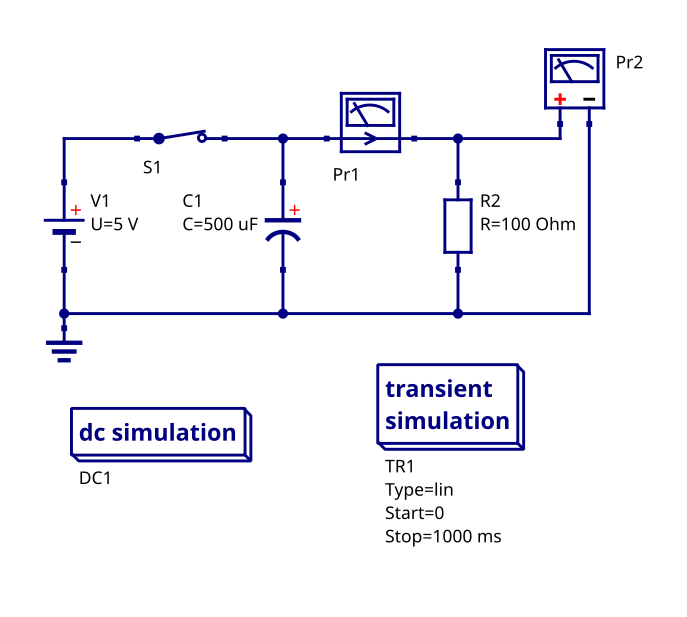 Pr2
S1
Pr1
V1
U=5 V
C1
C=500 uF
R2
R=100 Ohm
dc simulation
DC1
transient
simulation
TR1
Type=lin
Start=0
Stop=1000 ms